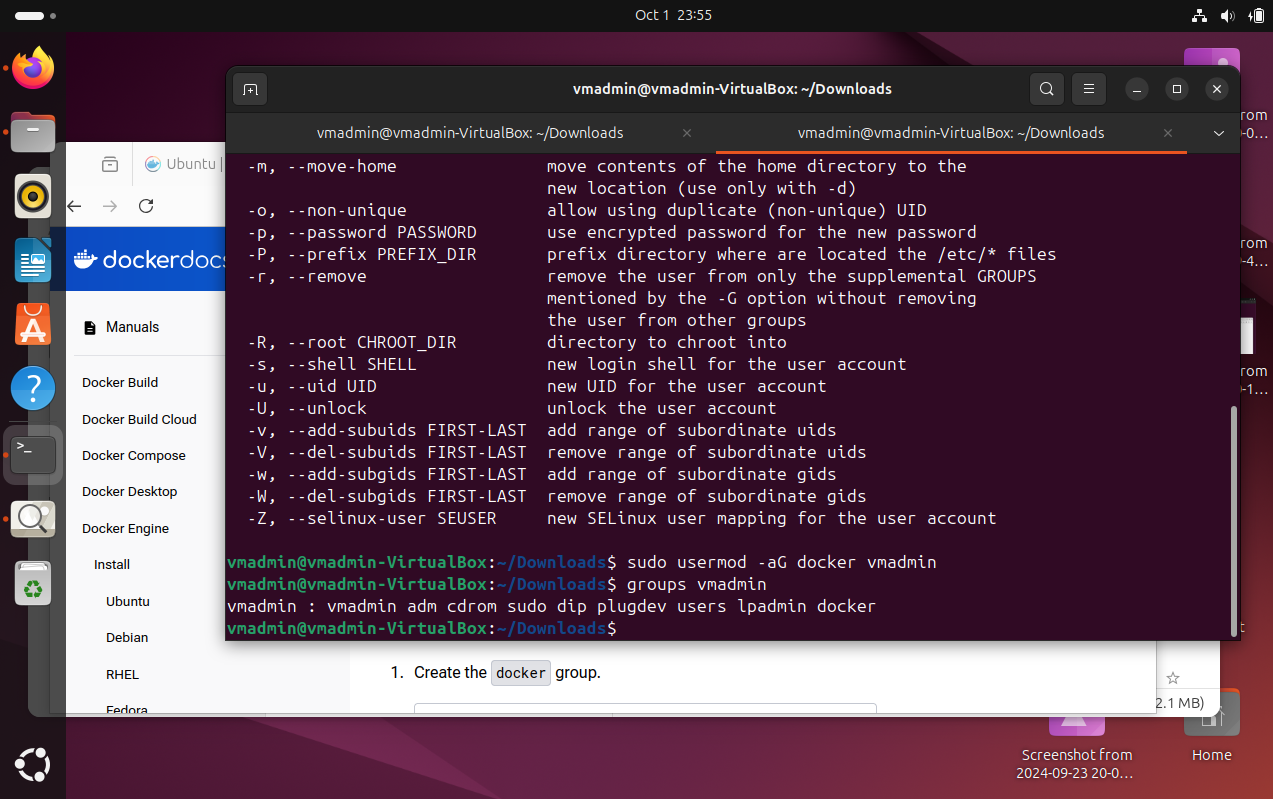 Oct 1 23:55
vmadmin@vmadmin-VirtualBox: ~/Downloads
vmadmin@vmadmin-VirtualBox: ~/Downloads
vmadmin@vmadmin-VirtualBox: ~/Downloads
-m, --move-home move contents of the home directory to the
new location (use only with -d)
-o, --non-unique allow using duplicate (non-unique) UID
-p, --password PASSWORD use encrypted password for the new password
-P, --prefix PREFIX_DIR prefix directory where are located the /etc/* files
-r, --remove remove the user from only the supplemental GROUPS
mentioned by the -G option without removing
the user from other groups
-R, --root CHROOT_DIR directory to chroot into
-s, --shell SHELL new login shell for the user account
-u, --uid UID new UID for the user account
-U, --unlock unlock the user account
-v, --add-subuids FIRST-LAST add range of subordinate uids
-V, --del-subuids FIRST-LAST remove range of subordinate uids
-w, --add-subgids FIRST-LAST add range of subordinate gids
-W, --del-subgids FIRST-LAST remove range of subordinate gids
-Z, --selinux-user SEUSER new SELinux user mapping for the user account
vmadmin@vmadmin-VirtualBox:~/Downloads$ sudo usermod -aG docker vmadmin
vmadmin@vmadmin-VirtualBox:~/Downloads$ groups vmadmin
vmadmin : vmadmin adm cdrom sudo dip plugdev users lpadmin docker
vmadmin@vmadmin-VirtualBox:~/Downloads$
Ubuntu |
dockerdocs
Manuals
Docker Build
Docker Build Cloud
Docker Compose
Docker Desktop
Docker Engine
Install
Ubuntu
Debian
RHEL
Fedora
1. Create the docker group.
2.1 MB)
Screenshot from
2024-09-23 20-0...
Home